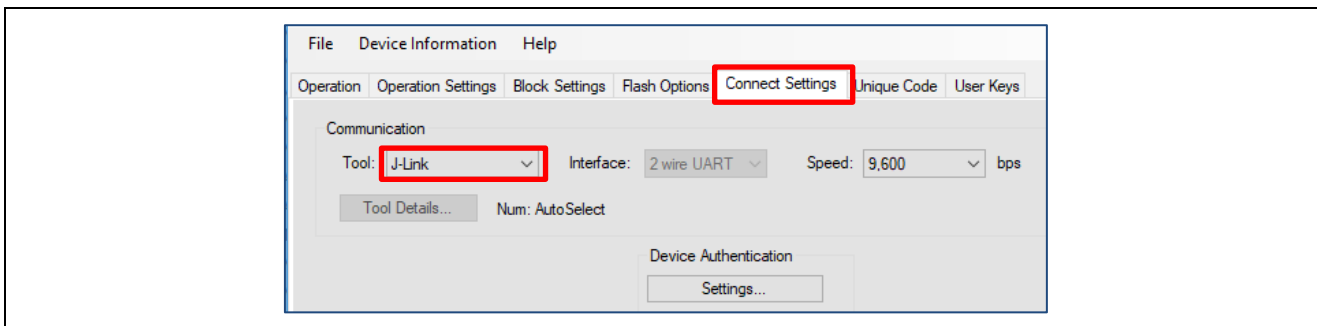 File Device Information Help
Operation Operation Settings Block Settings Flash Options Connect Settings Unique Code User Keys
Communication
Tool: J-Link Interface: 2 wire UART Speed: 9,600 bps
Tool Details... Num: AutoSelect
Device Authentication
Settings...